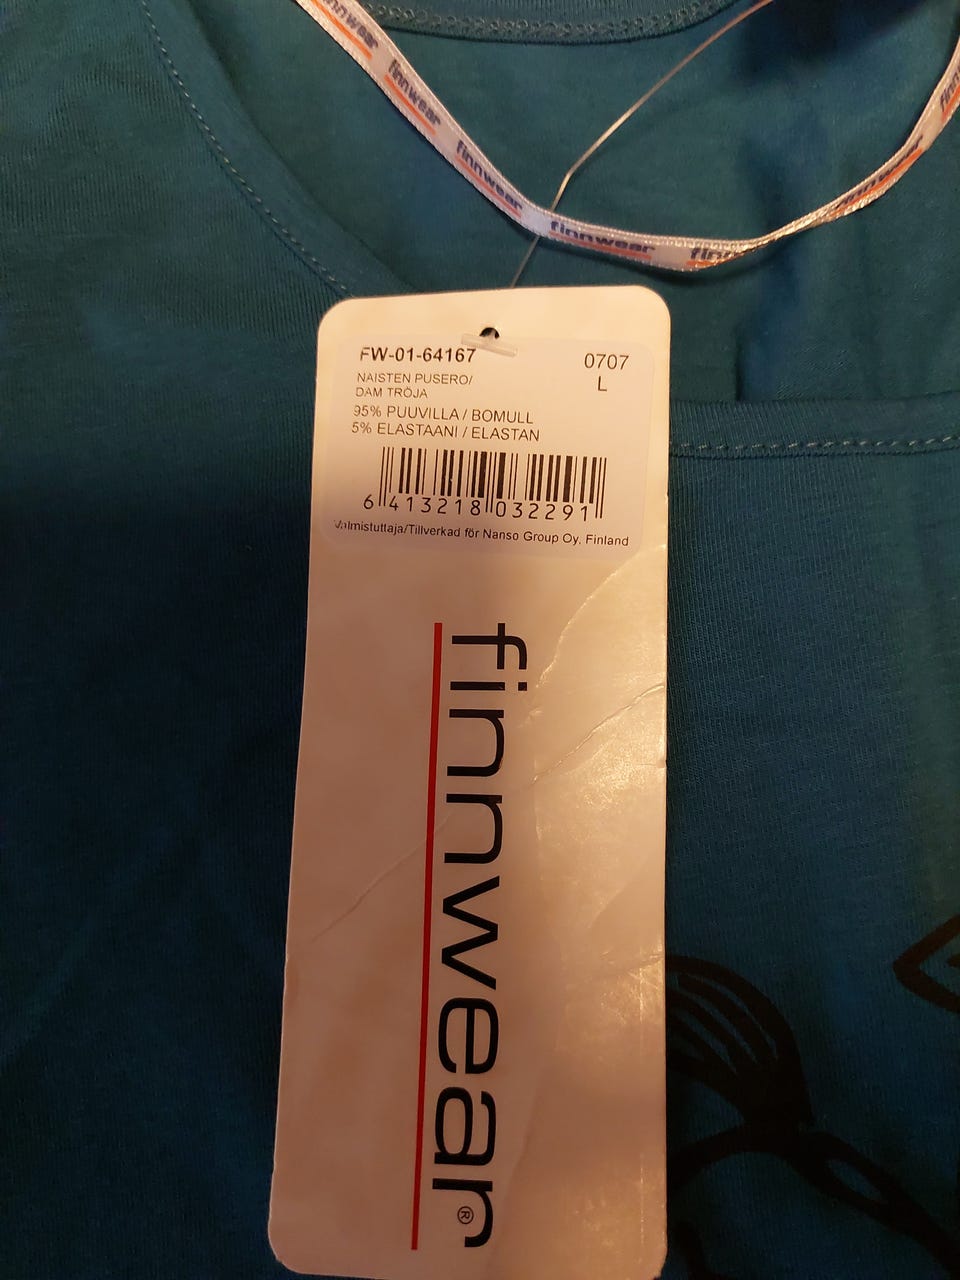 finnwear
finnwear
finnwear
finnwear
finnwear
finnwear
FW-01-64167
0707
L
NAISTEN PUSERO/
DAM TRÖJA
95% PUUVILLA / BOMULL
5% ELASTAANI / ELASTAN
6 413218 032291
Valmistuttaja/Tillverkad för Nanso Group Oy, Finland
finnwear®